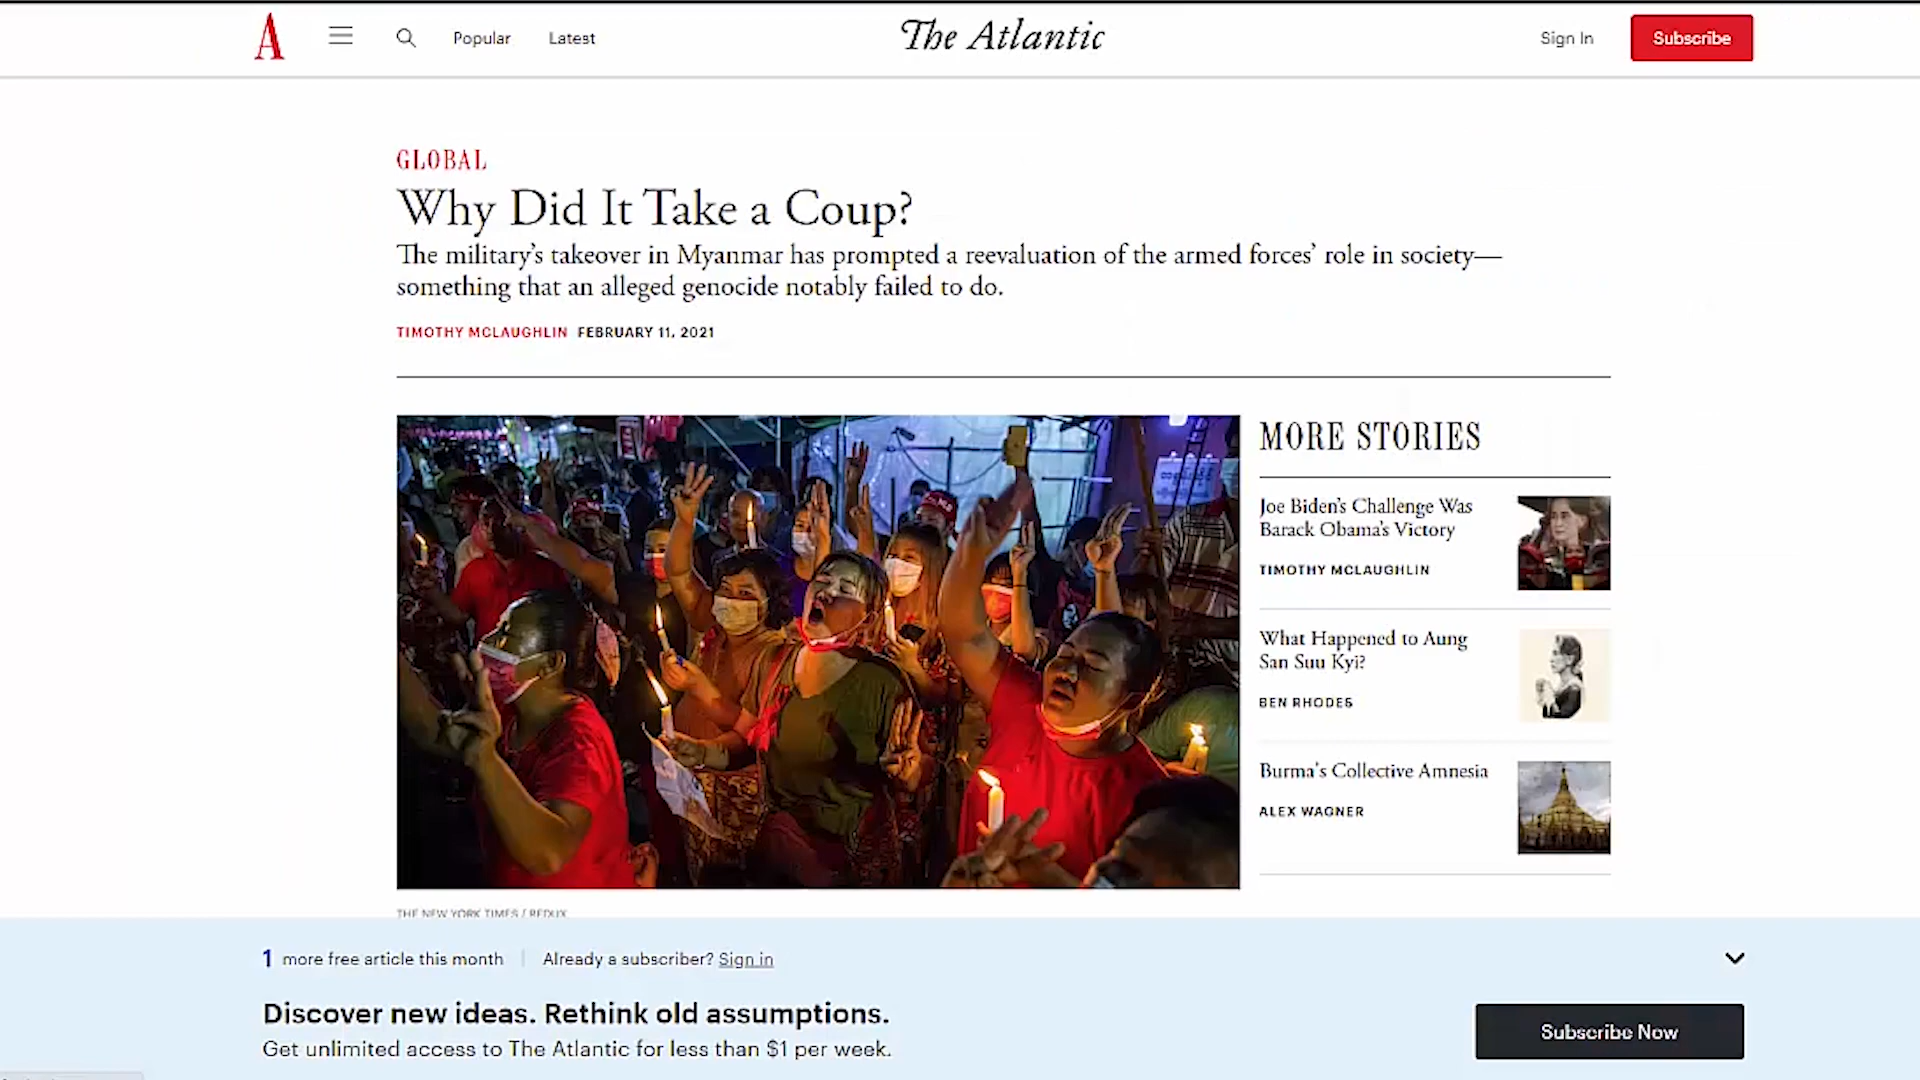 A
Popular
Latest
The Atlantic
Sign In
Subscribe
GLOBAL
Why Did It Take a Coup?
The military's takeover in Myanmar has prompted a reevaluation of the armed forces' role in society—
something that an alleged genocide notably failed to do.
TIMOTHY MCLAUGHLIN FEBRUARY 11, 2021
MORE STORIES
Joe Biden's Challenge Was
Barack Obama's Victory
TIMOTHY MCLAUGHLIN
What Happened to Aung
San Suu Kyi?
BEN RHODES
Burma's Collective Amnesia
ALEX WAGNER
THE NEW YORK TIMES / REDUX
1 more free article this month
Already a subscriber? Sign in
Discover new ideas. Rethink old assumptions.
Get unlimited access to The Atlantic for less than $1 per week.
Subscribe Now